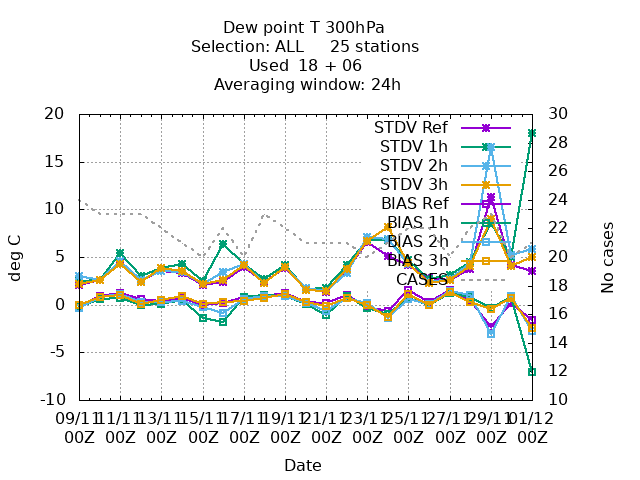 Dew point T 300hPa
Selection: ALL 25 stations
Used 18 + 06
Averaging window: 24h
deg C
20
15
10
5
0
-5
-10
STDV Ref
STDV 1h
STDV 2h
STDV 3h
BIAS Ref
BIAS 1h
BIAS 2h
BIAS 3h
CASES
30
28
26
24
22
20
18
16
14
12
10
No cases
09/11 11/11 13/11 15/11 17/11 19/11 21/11 23/11 25/11 27/11 29/11 01/12
00Z 00Z 00Z 00Z 00Z 00Z 00Z 00Z 00Z 00Z 00Z 00Z
Date